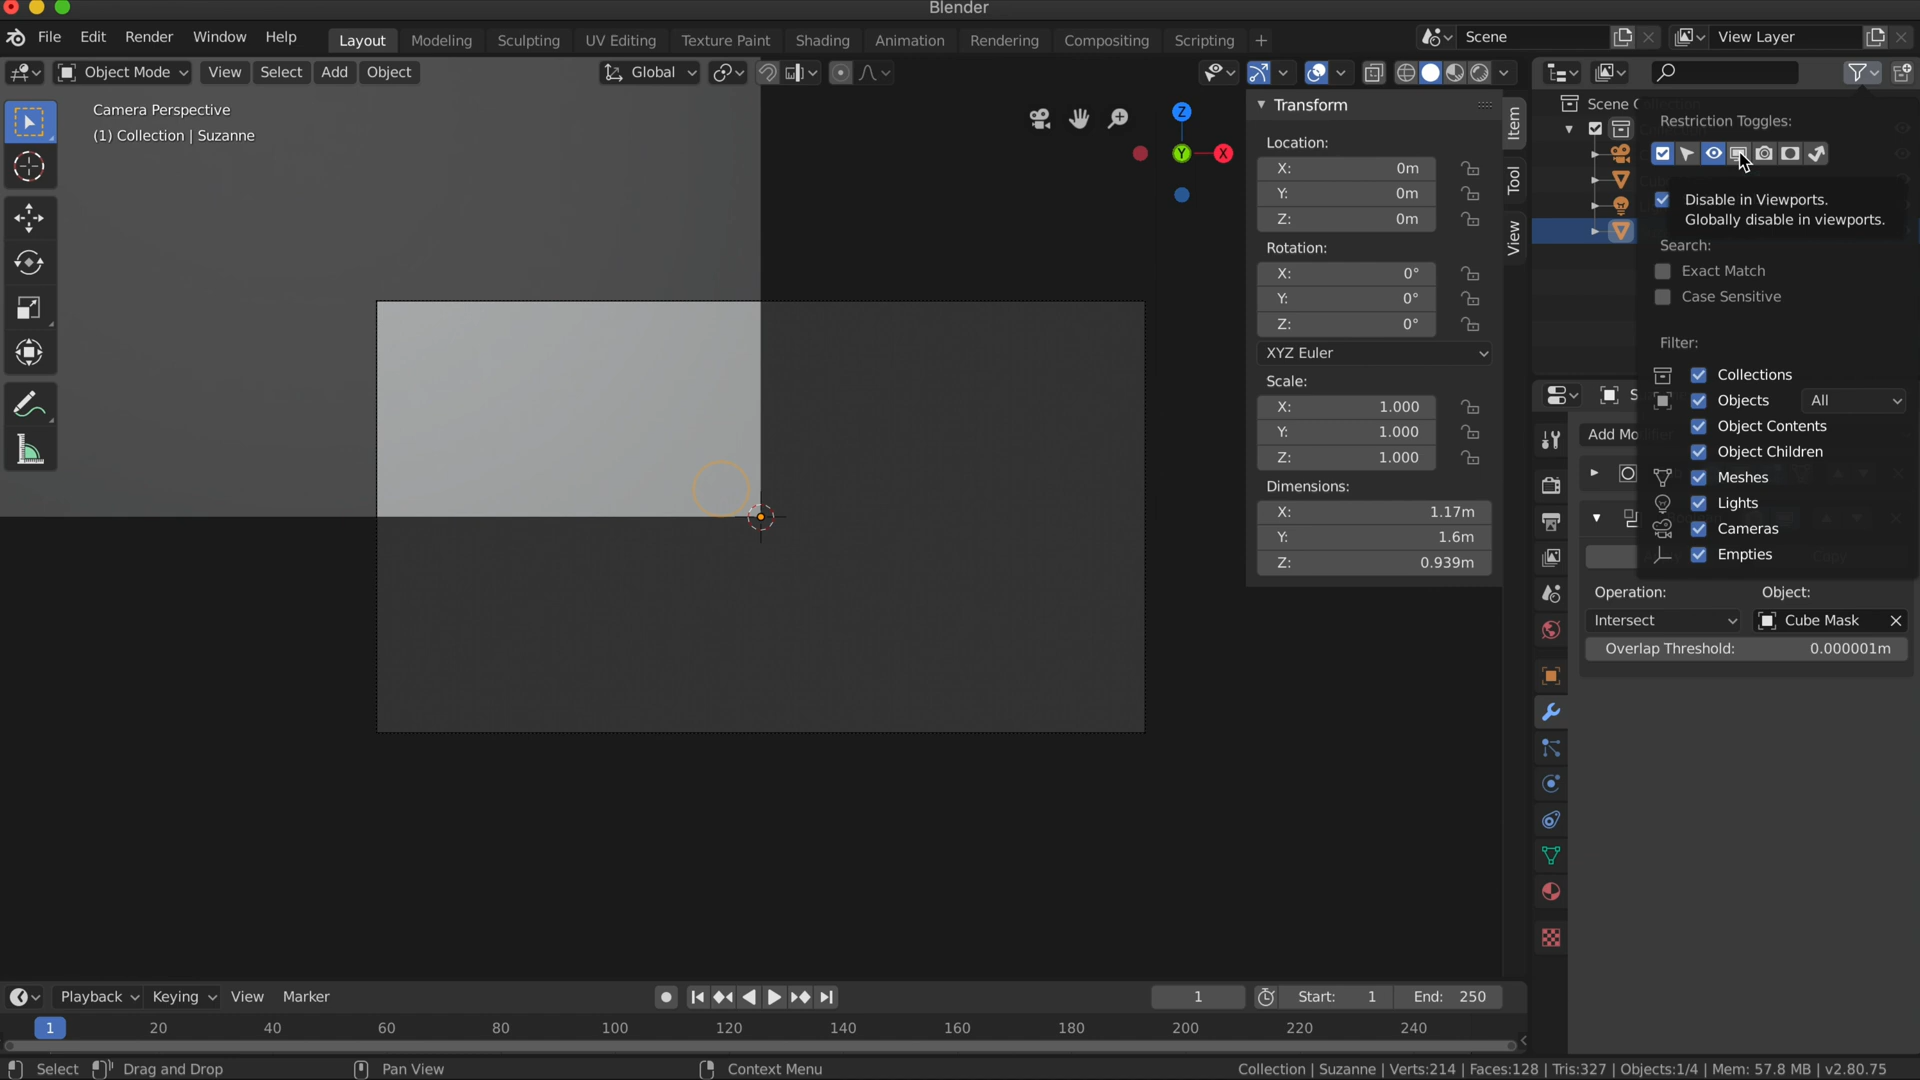 Blender
File Edit Render Window Help Layout Modeling Sculpting UV Editing Texture Paint Shading Animation Rendering Compositing Scripting + Scene View Layer
Object Mode View Select Add Object Global
Camera Perspective
(1) Collection | Suzanne
Z
Y
X
Transform
Location:
X: 0m
Y: 0m
Z: 0m
Rotation:
X: 0°
Y: 0°
Z: 0°
XYZ Euler
Scale:
X: 1.000
Y: 1.000
Z: 1.000
Dimensions:
X: 1.17m
Y: 1.6m
Z: 0.939m
Item
Tool
View
Scene
Restriction Toggles:
Disable in Viewports.
Globally disable in viewports.
Search:
Exact Match
Case Sensitive
Filter:
Collections
Objects All
Object Contents
Object Children
Meshes
Lights
Cameras
Empties
Add
Operation: Object:
Intersect Cube Mask
Overlap Threshold: 0.000001m
Playback Keying View Marker 1 Start: 1 End: 250
1 20 40 60 80 100 120 140 160 180 200 220 240
Select Drag and Drop Pan View Context Menu Collection | Suzanne | Verts:214 | Faces:128 | Tris:327 | Objects:1/4 | Mem: 57.8 MB | v2.80.75